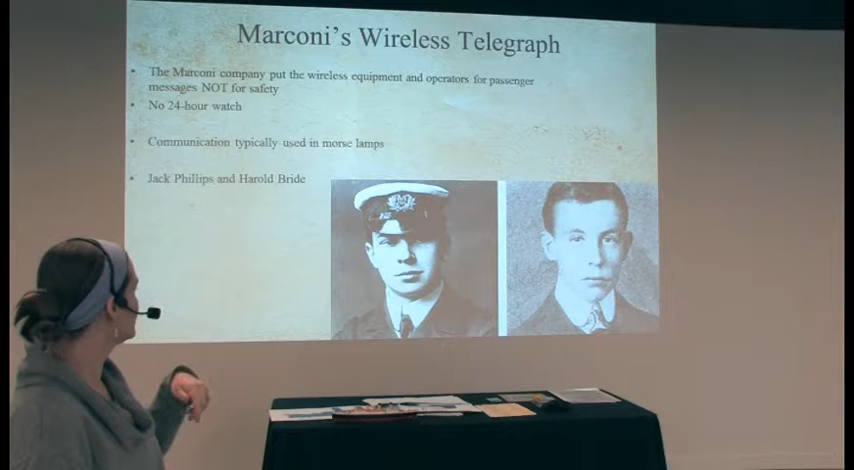 Marconi's Wireless Telegraph
• The Marconi company put the wireless equipment and operators for passenger
messages NOT for safety
• No 24-hour watch
• Communication typically used in morse lamps
• Jack Phillips and Harold Bride